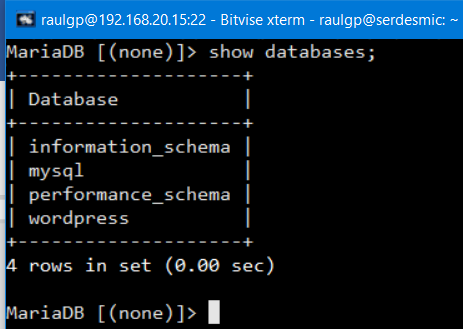 raulgp@192.168.20.15:22 - Bitvise xterm - raulgp@serdesmic: ~
MariaDB [(none)]> show databases;
+--------------------+
| Database           |
+--------------------+
| information_schema |
| mysql              |
| performance_schema |
| wordpress          |
+--------------------+
4 rows in set (0.00 sec)
MariaDB [(none)]>